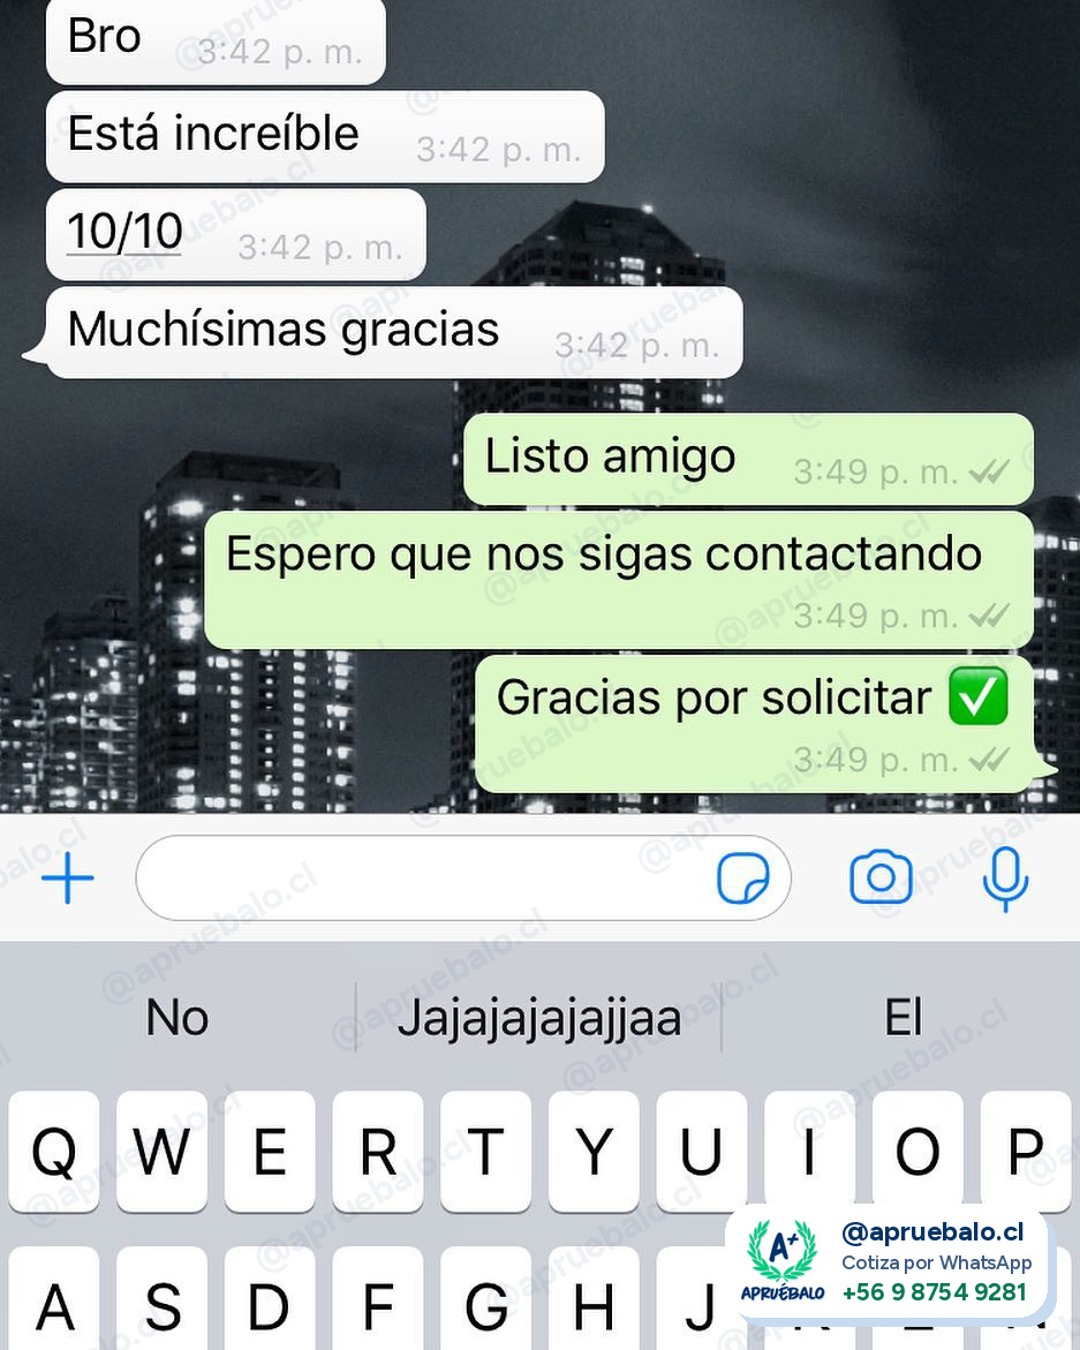 Bro
3:42 p. m.
Está increíble
3:42 p. m.
10/10
3:42 p. m.
Muchísimas gracias
3:42 p. m.
Listo amigo
3:49 p. m.
Espero que nos sigas contactando
3:49 p. m.
Gracias por solicitar ✅
3:49 p. m.
No
Jajajajajajjaa
El
Q W E R T Y U I O P
A S D F G H J
@apruebalo.cl
Cotiza por WhatsApp
+56 9 8754 9281
A+
APRUÉBALO
@apruebalo.cl